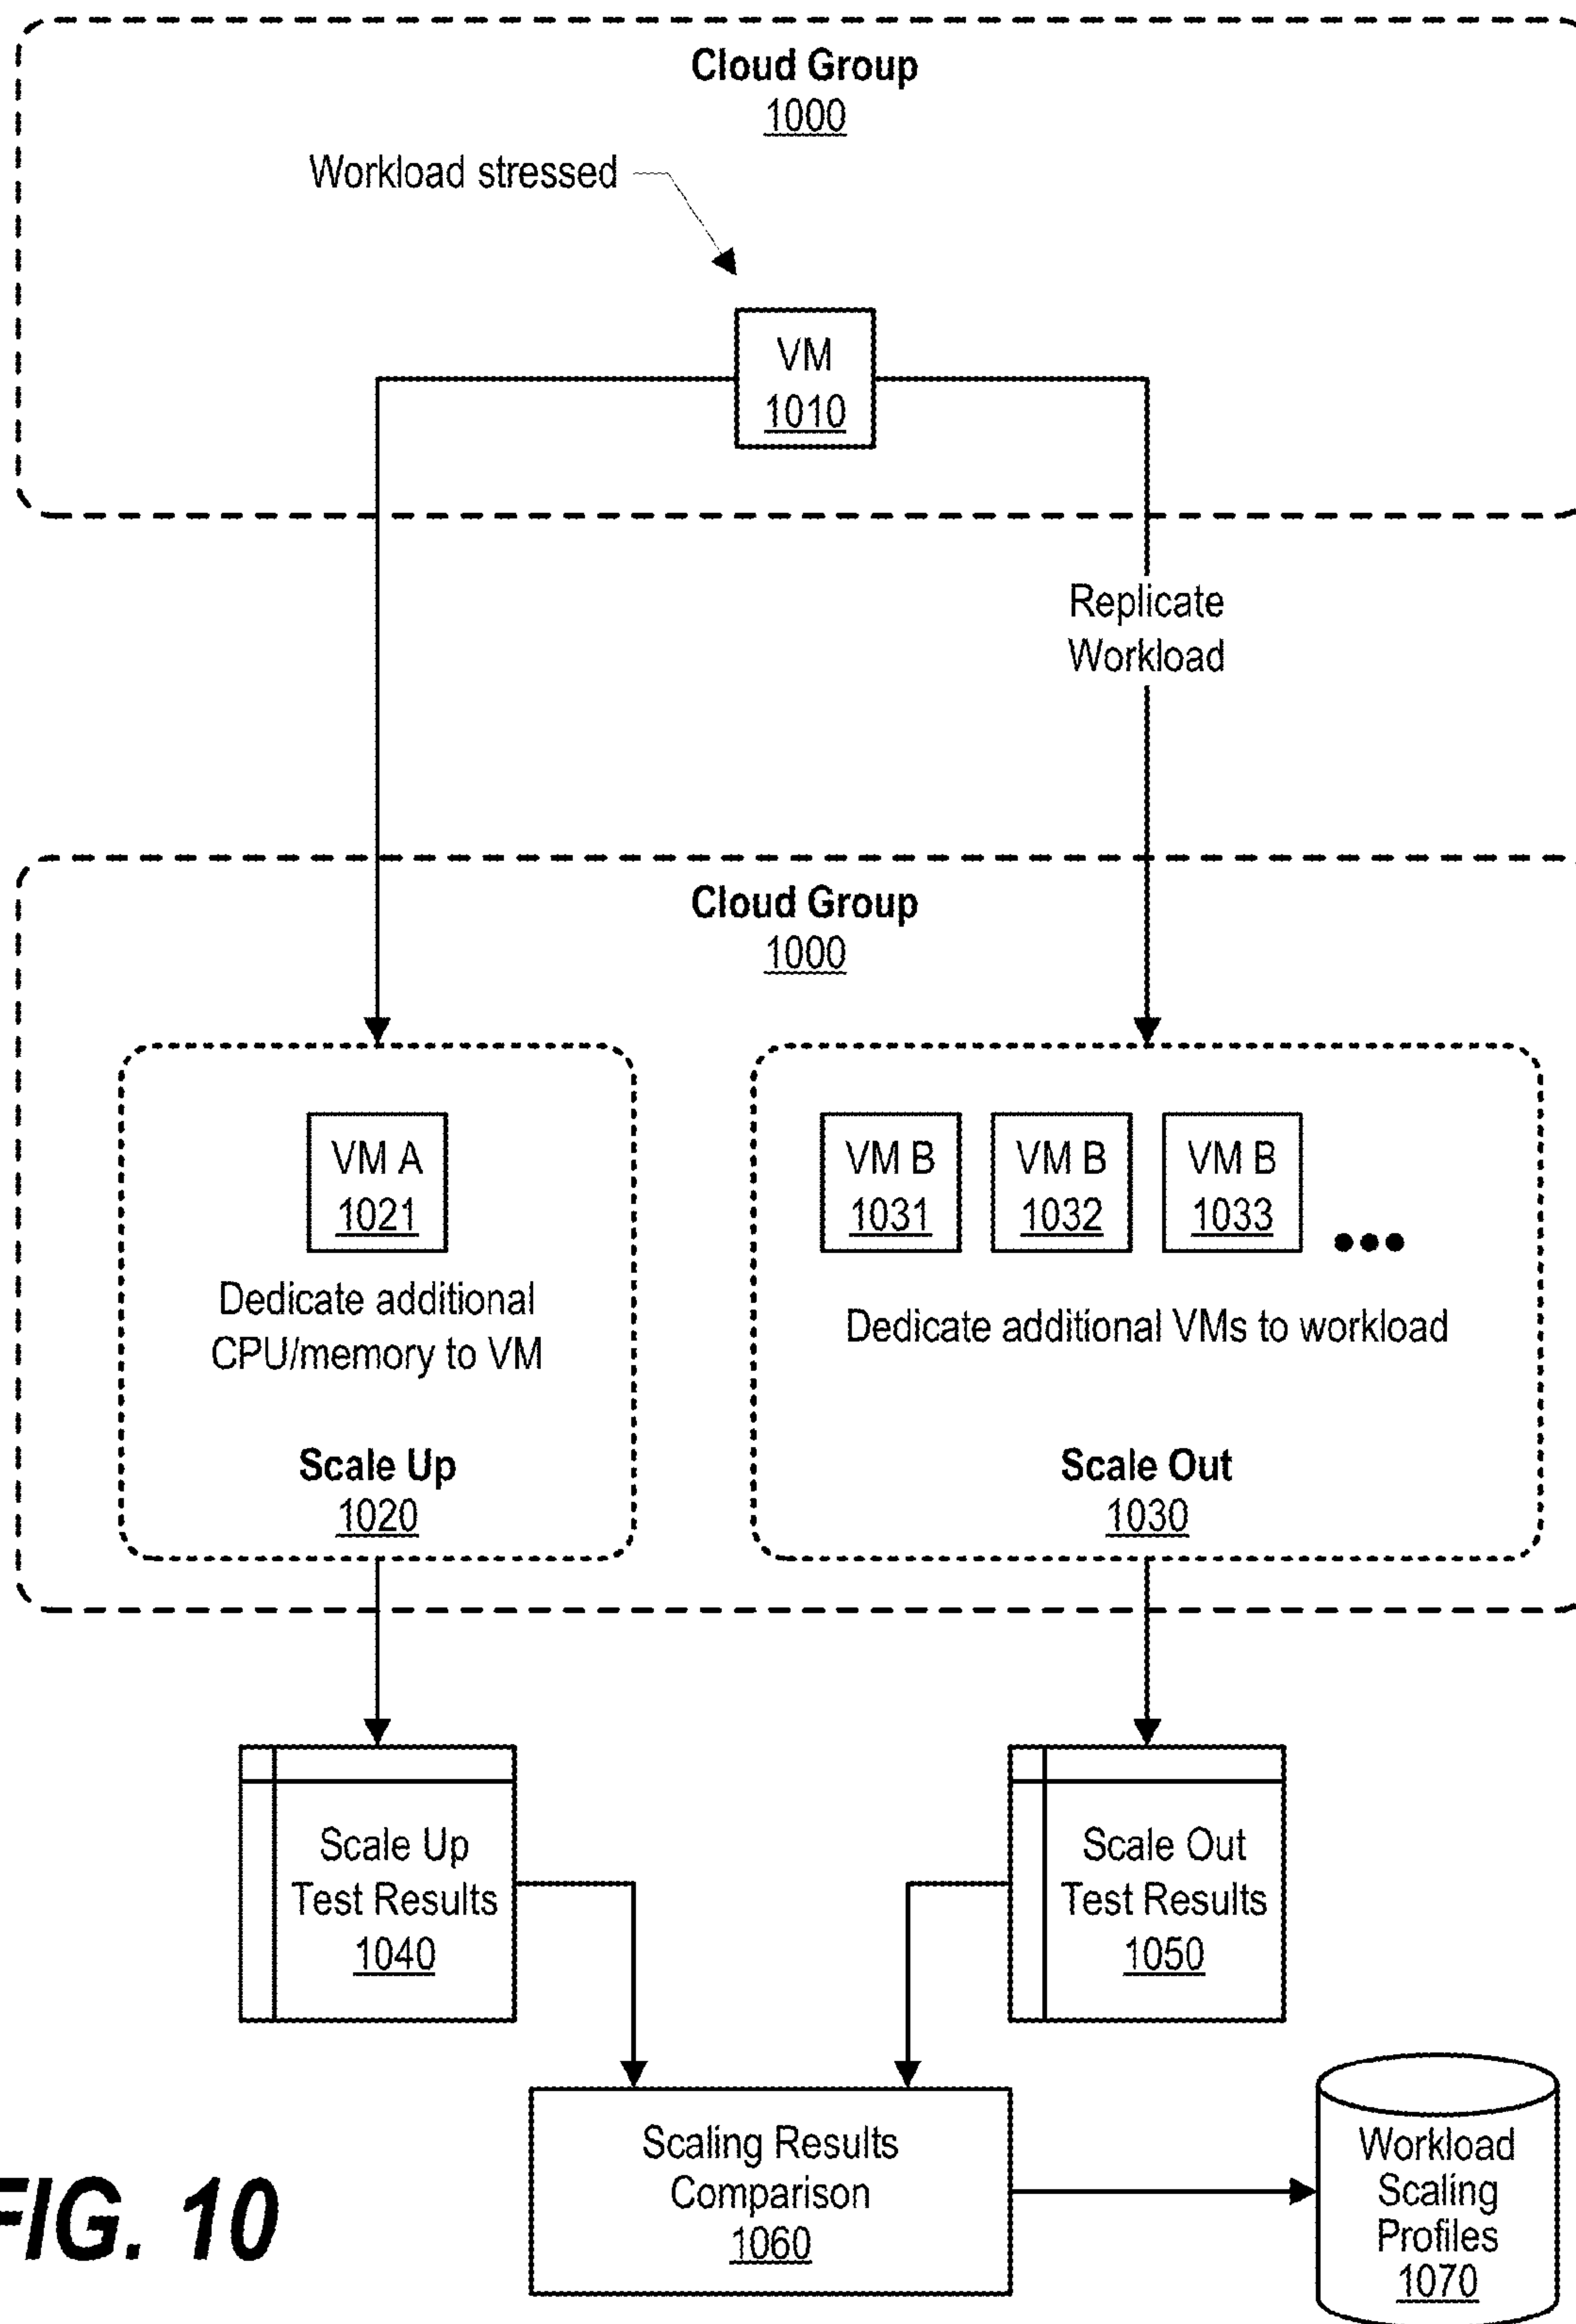 Cloud Group
1000
Workload stressed
VM
1010
Replicate
Workload
Cloud Group
1000
VM A
1021
Dedicate additional
CPU/memory to VM
Scale Up
1020
VM B
1031
VM B
1032
VM B
1033
•••
Dedicate additional VMs to workload
Scale Out
1030
Scale Up
Test Results
1040
Scale Out
Test Results
1050
Scaling Results
Comparison
1060
Workload
Scaling
Profiles
1070
FIG. 10